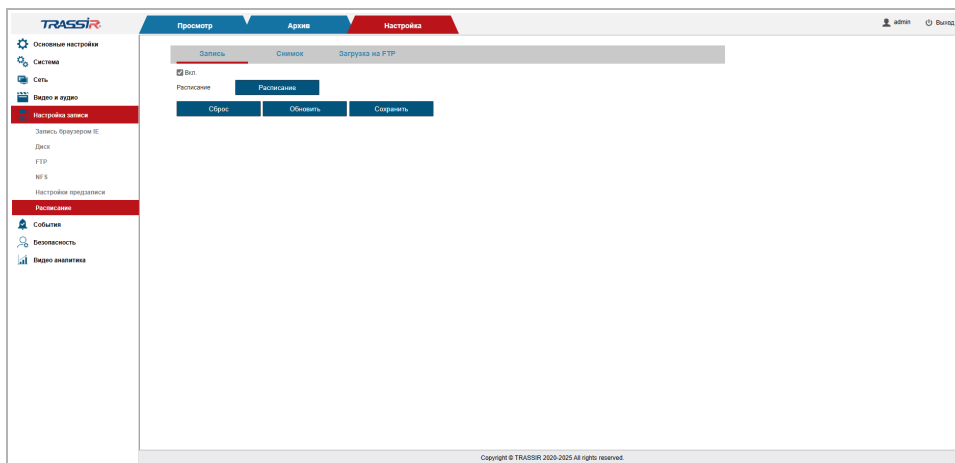 TRASSIR
Просмотр
Архив
Настройка
admin
Выход
Основные настройки
Система
Сеть
Видео и аудио
Настройка записи
Запись браузером IE
Диск
FTP
NFS
Настройки предзаписи
Расписание
События
Безопасность
Видео аналитика
Запись
Снимок
Загрузка на FTP
Вкл.
Расписание
Расписание
Сброс
Обновить
Сохранить
Copyright © TRASSIR 2020-2025 All rights reserved.